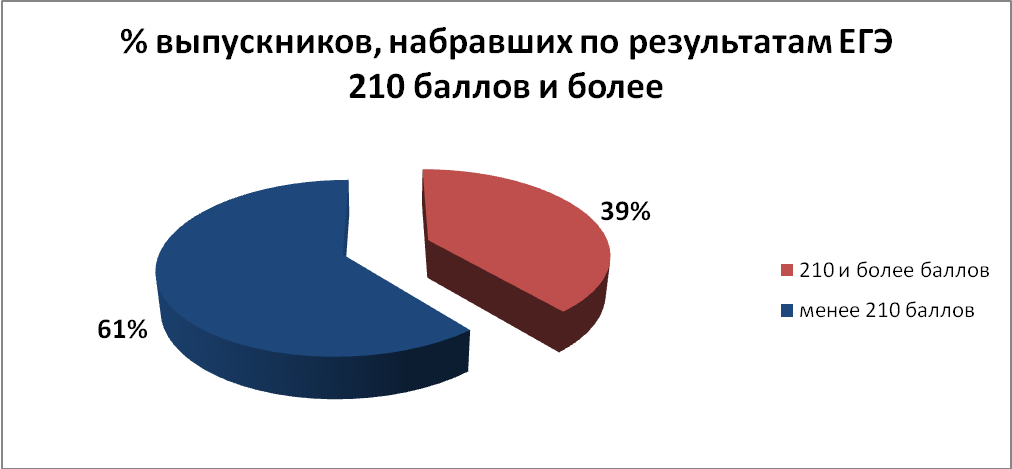 % выпускников, набравших по результатам ЕГЭ
210 баллов и более
39%
61%
210 и более баллов
менее 210 баллов